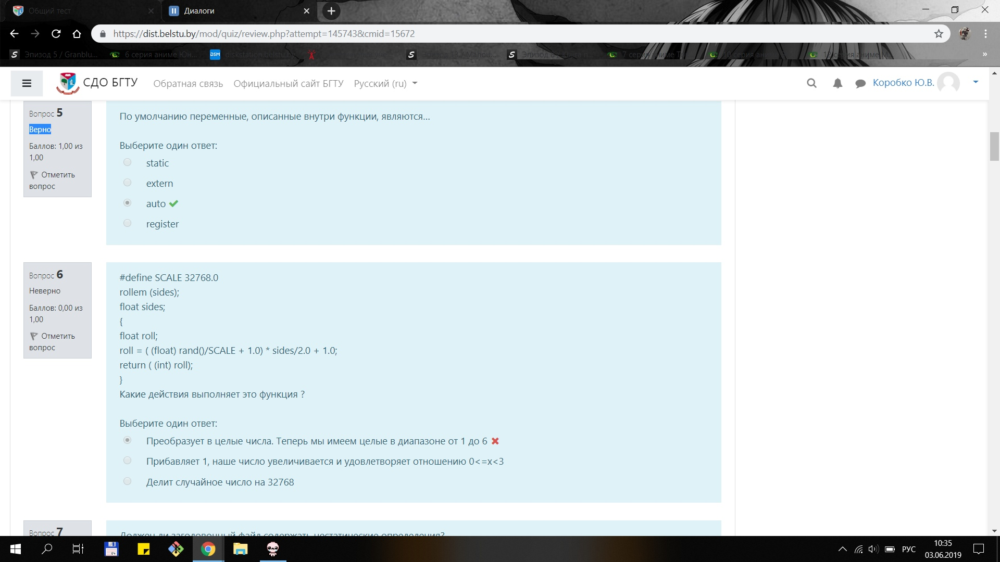 Общий тест
Диалоги
https://dist.belstu.by/mod/quiz/review.php?attempt=145743&cmid=15672
Эпизод 5 / Granblu...
6 серия аниме Юн...
DSM diskstation.belstu.by
7 серия аниме
10 серия аниме
12 серия аниме
СДО БГТУ
Обратная связь
Официальный сайт БГТУ
Русский (ru)
Коробко Ю.В.
Вопрос 5
Верно
Баллов: 1,00 из
1,00
Отметить
вопрос
По умолчанию переменные, описанные внутри функции, являются...
Выберите один ответ:
static
extern
auto
register
Вопрос 6
Неверно
Баллов: 0,00 из
1,00
Отметить
вопрос
#define SCALE 32768.0
rollem (sides);
float sides;
{
float roll;
roll = ( (float) rand()/SCALE + 1.0) * sides/2.0 + 1.0;
return ( (int) roll);
}
Какие действия выполняет это функция ?
Выберите один ответ:
Преобразует в целые числа. Теперь мы имеем целые в диапазоне от 1 до 6
Прибавляет 1, наше число увеличивается и удовлетворяет отношению 0<=x<3
Делит случайное число на 32768
Вопрос 7
Должен ли заголовочный файл содержать нестатические определения?
64
РУС
10:35
03.06.2019